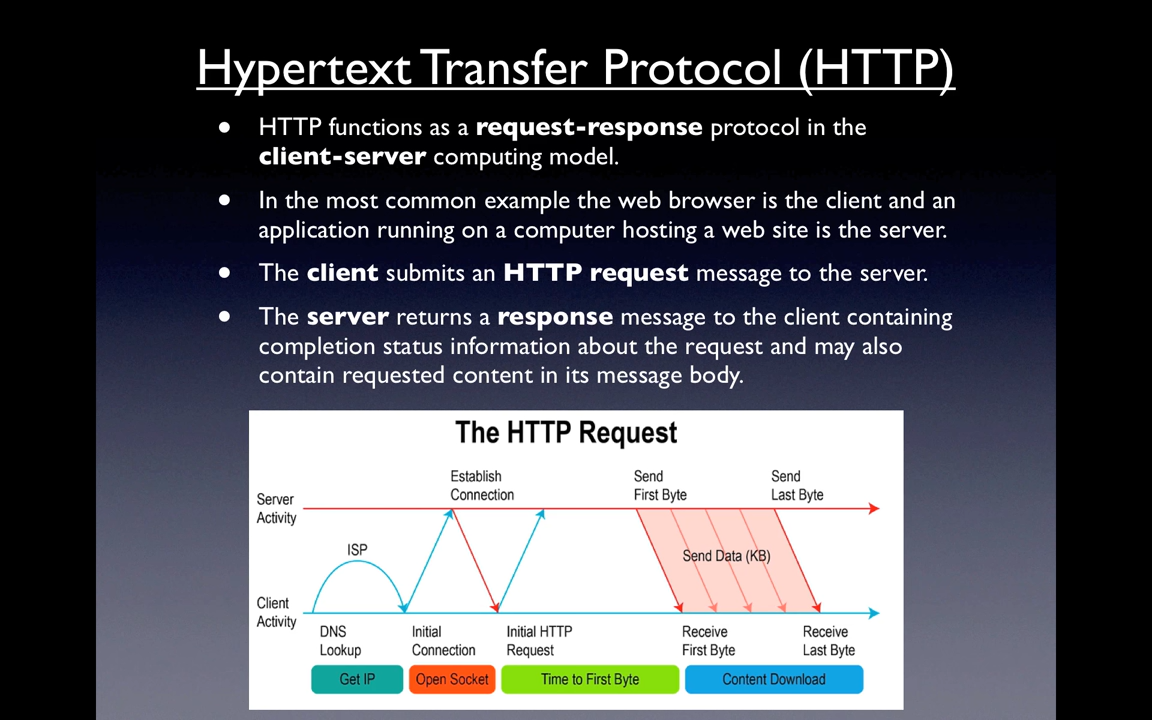 Hypertext Transfer Protocol (HTTP)
• HTTP functions as a request-response protocol in the
client-server computing model.
• In the most common example the web browser is the client and an
application running on a computer hosting a web site is the server.
• The client submits an HTTP request message to the server.
• The server returns a response message to the client containing
completion status information about the request and may also
contain requested content in its message body.
The HTTP Request
Establish
Connection
Send
First Byte
Send
Last Byte
Server
Activity
ISP
Send Data (KB)
Client
Activity
DNS
Lookup
Initial
Connection
Initial HTTP
Request
Receive
First Byte
Receive
Last Byte
Get IP
Open Socket
Time to First Byte
Content Download